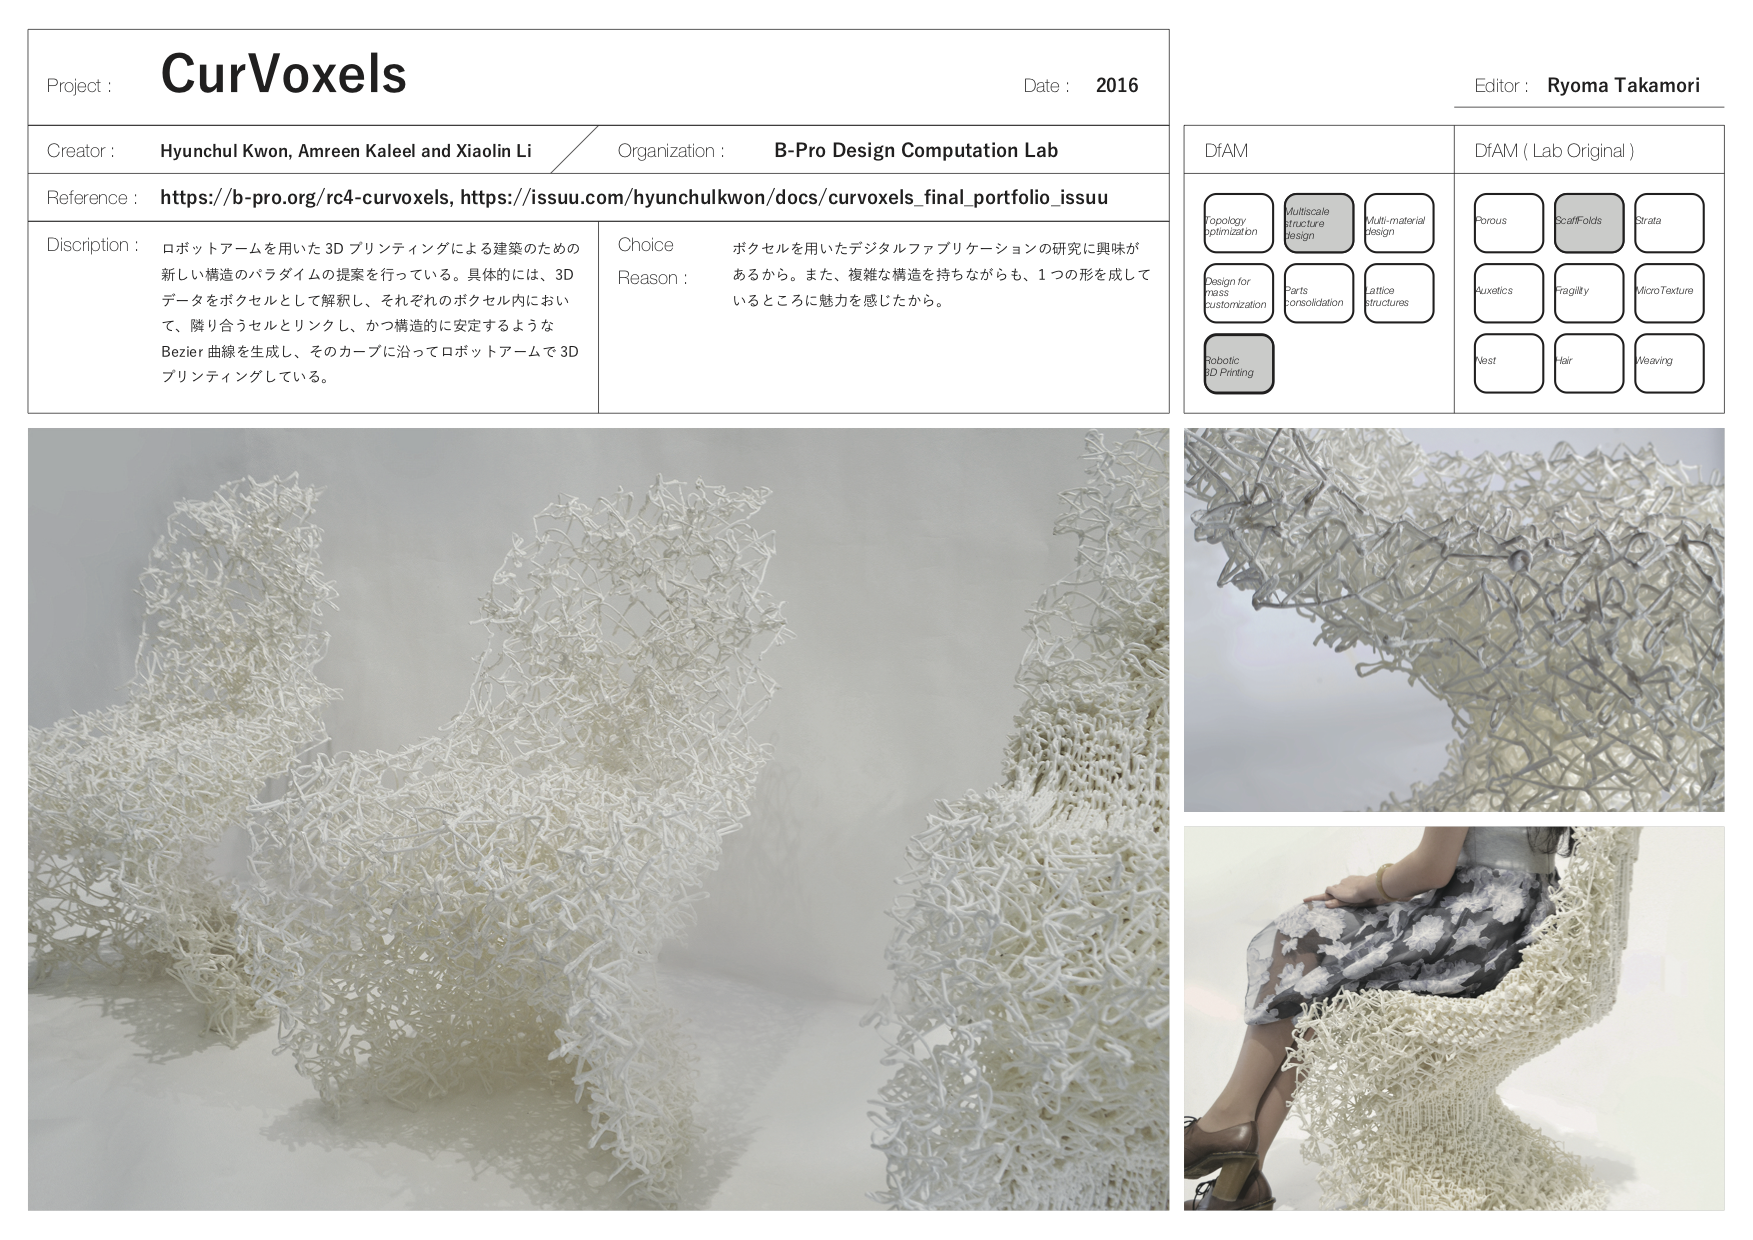 Project : CurVoxels Date : 2016
Editor : Ryoma Takamori
Creator : Hyunchul Kwon, Amreen Kaleel and Xiaolin Li Organization : B-Pro Design Computation Lab
Reference : https://b-pro.org/rc4-curvoxels, https://issuu.com/hyunchulkwon/docs/curvoxels_final_portfolio_issuu
Discription :
ロボットアームを用いた 3D プリンティングによる建築のための
新しい構造のパラダイムの提案を行っている。具体的には、3D
データをボクセルとして解釈し、それぞれのボクセル内におい
て、隣り合うセルとリンクし、かつ構造的に安定するような
Bezier 曲線を生成し、そのカーブに沿ってロボットアームで 3D
プリンティングしている。
Choice
Reason :
ボクセルを用いたデジタルファブリケーションの研究に興味が
あるから。また、複雑な構造を持ちながらも、1 つの形を成して
いるところに魅力を感じたから。
DfAM
Topology
optimization
Multiscale
structure
design
Multi-material
design
Design for
mass
customization
Parts
consolidation
Lattice
structures
Robotic
3D Printing
DfAM ( Lab Original )
Porous
ScaffFolds
Strata
Auxetics
Fragility
MicroTexture
Nest
Hair
Weaving